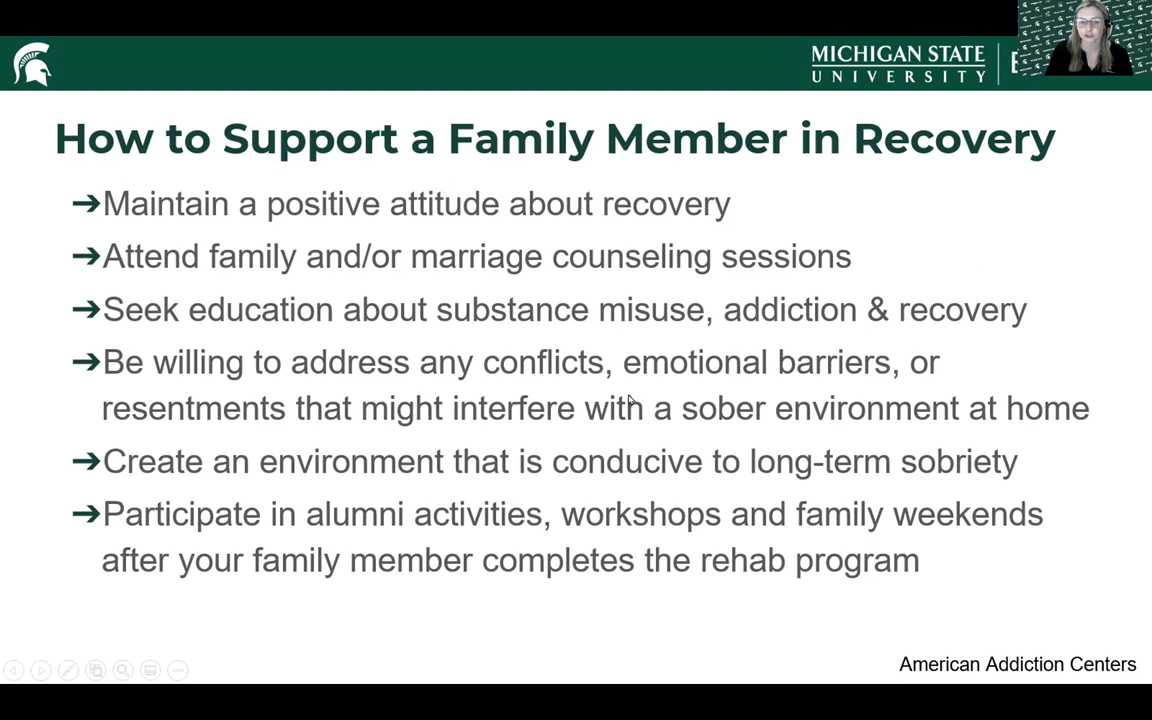 MICHIGAN STATE
UNIVERSITY
How to Support a Family Member in Recovery
➔Maintain a positive attitude about recovery
➔Attend family and/or marriage counseling sessions
➔Seek education about substance misuse, addiction & recovery
➔Be willing to address any conflicts, emotional barriers, or
resentments that might interfere with a sober environment at home
➔Create an environment that is conducive to long-term sobriety
➔Participate in alumni activities, workshops and family weekends
after your family member completes the rehab program
American Addiction Centers